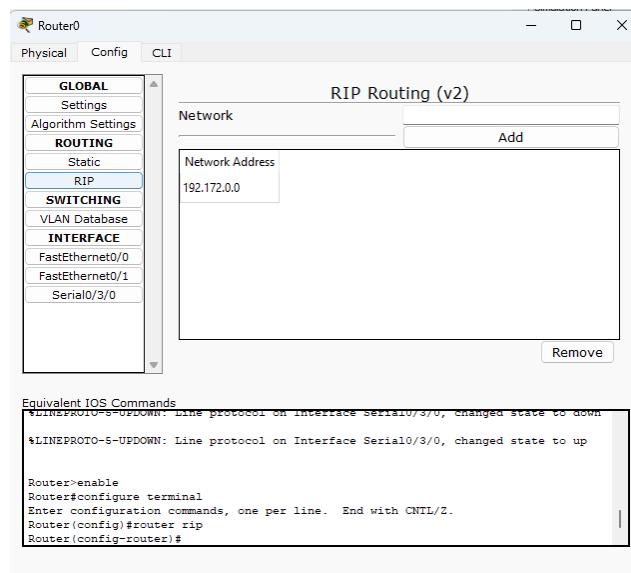 Router0
Physical Config CLI
GLOBAL
Settings
Algorithm Settings
ROUTING
Static
RIP
SWITCHING
VLAN Database
INTERFACE
FastEthernet0/0
FastEthernet0/1
Serial0/3/0
RIP Routing (v2)
Network
Add
Network Address
192.172.0.0
Remove
Equivalent IOS Commands
%LINEPROTO-5-UPDOWN: Line protocol on Interface Serial0/3/0, changed state to down
%LINEPROTO-5-UPDOWN: Line protocol on Interface Serial0/3/0, changed state to up
Router>enable
Router#configure terminal
Enter configuration commands, one per line.  End with CNTL/Z.
Router(config)#router rip
Router(config-router)#